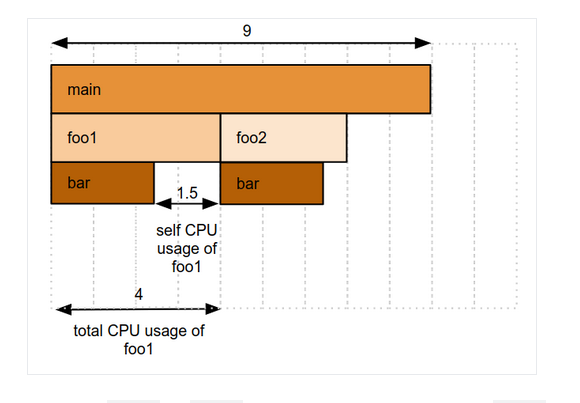 9
main
foo1
foo2
bar
bar
1.5
self CPU
usage of
foo1
4
total CPU usage of
foo1